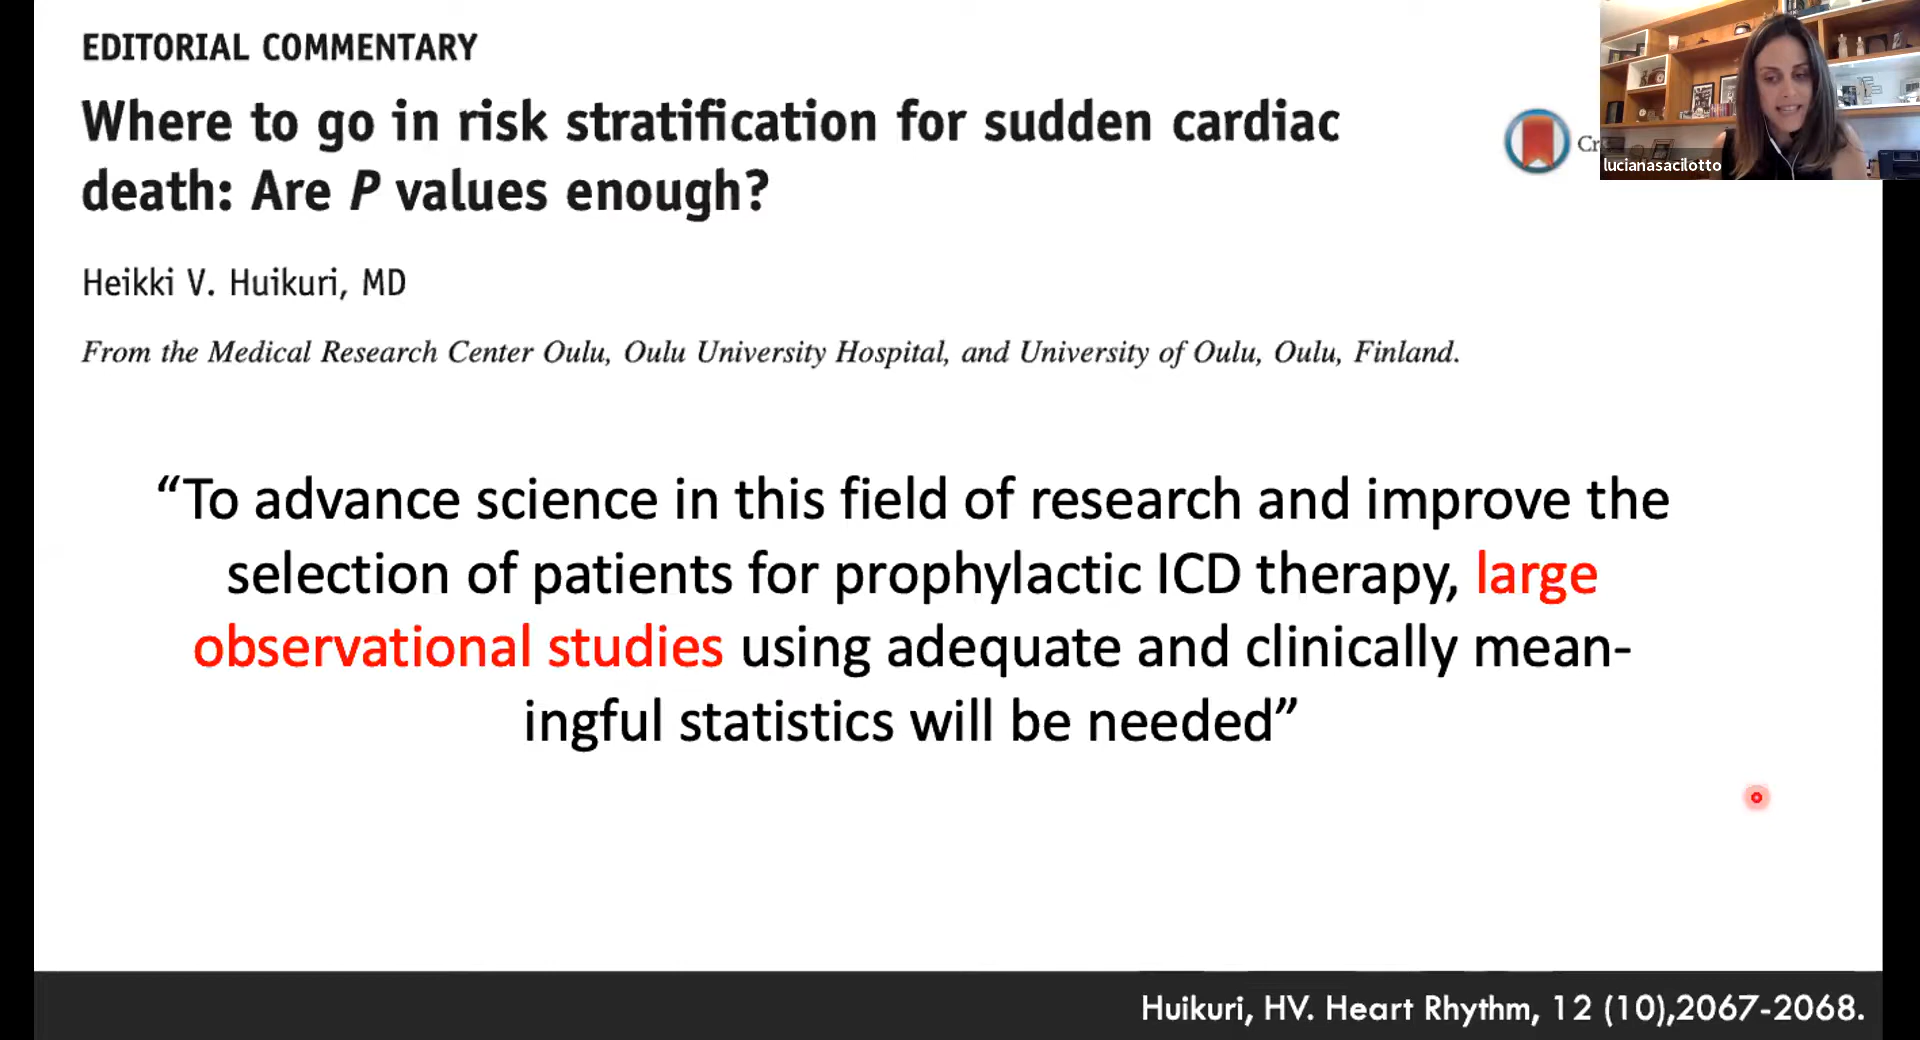 EDITORIAL COMMENTARY
Where to go in risk stratification for sudden cardiac
death: Are P values enough?
Heikki V. Huikuri, MD
From the Medical Research Center Oulu, Oulu University Hospital, and University of Oulu, Oulu, Finland.
“To advance science in this field of research and improve the
selection of patients for prophylactic ICD therapy, large
observational studies using adequate and clinically mean-
ingful statistics will be needed”
Huikuri, HV. Heart Rhythm, 12 (10),2067-2068.
lucianasacilotto